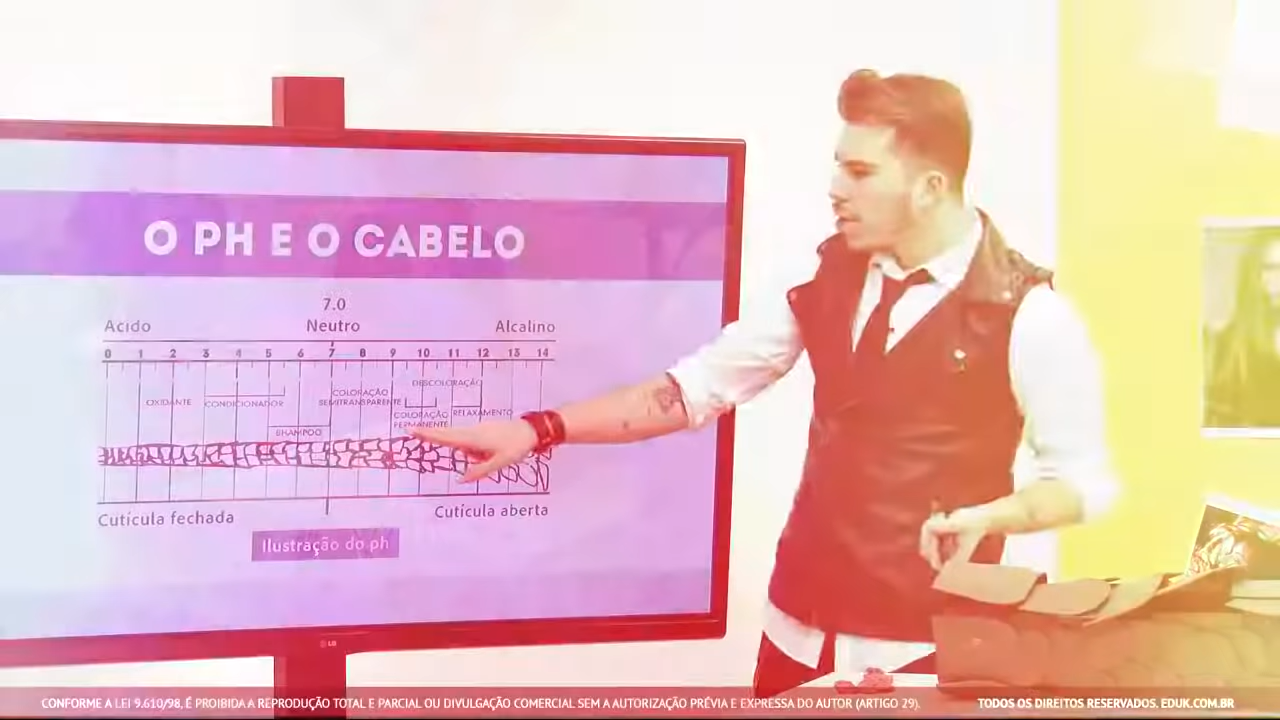 O PH E O CABELO
7.0
Acido Neutro Alcalino
0 1 2 3 4 5 6 7 8 9 10 11 12 13 14
DESCOLORAÇÃO
OXIDANTE CONDICIONADOR COLORAÇÃO SEMITRANSPARENTE
COLORAÇÃO PERMANENTE RELAXAMENTO
SHAMPOO
Cutícula fechada Cutícula aberta
Ilustração do ph
LG
CONFORME A LEI 9.610/98, É PROIBIDA A REPRODUÇÃO TOTAL E PARCIAL OU DIVULGAÇÃO COMERCIAL SEM A AUTORIZAÇÃO PRÉVIA E EXPRESSA DO AUTOR (ARTIGO 29). TODOS OS DIREITOS RESERVADOS. EDUK.COM.BR